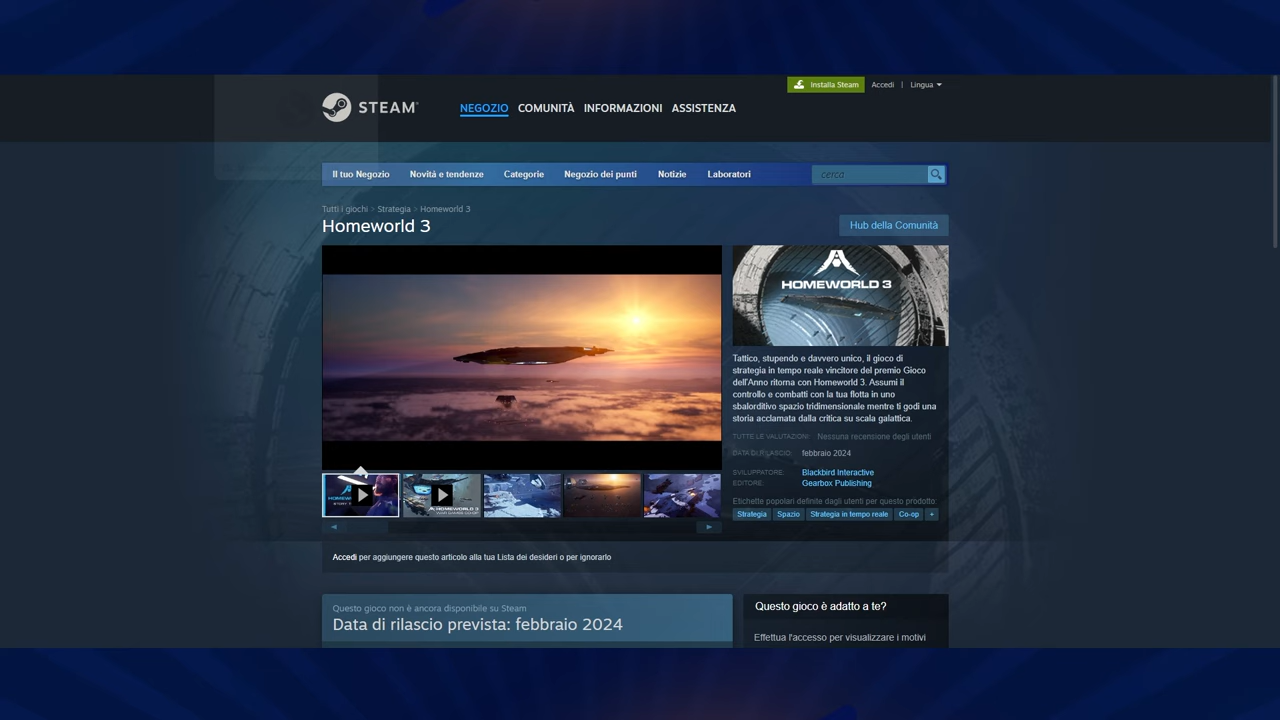 Installa Steam
Accedi | Lingua
STEAM
NEGOZIO COMUNITÀ INFORMAZIONI ASSISTENZA
Il tuo Negozio Novità e tendenze Categorie Negozio dei punti Notizie Laboratori
cerca
Tutti i giochi > Strategia > Homeworld 3
Homeworld 3
Hub della Comunità
HOMEWORLD 3
Tattico, stupendo e davvero unico, il gioco di
strategia in tempo reale vincitore del premio Gioco
dell'Anno ritorna con Homeworld 3. Assumi il
controllo e combatti con la tua flotta in uno
sbalorditivo spazio tridimensionale mentre ti godi una
storia acclamata dalla critica su scala galattica.
TUTTE LE VALUTAZIONI: Nessuna recensione degli utenti
DATA DI RILASCIO: febbraio 2024
SVILUPPATORE: Blackbird Interactive
EDITORE: Gearbox Publishing
Etichette popolari definite dagli utenti per questo prodotto:
Strategia Spazio Strategia in tempo reale Co-op +
Accedi per aggiungere questo articolo alla tua Lista dei desideri o per ignorarlo
Questo gioco non è ancora disponibile su Steam
Data di rilascio prevista: febbraio 2024
Questo gioco è adatto a te?
Effettua l'accesso per visualizzare i motivi